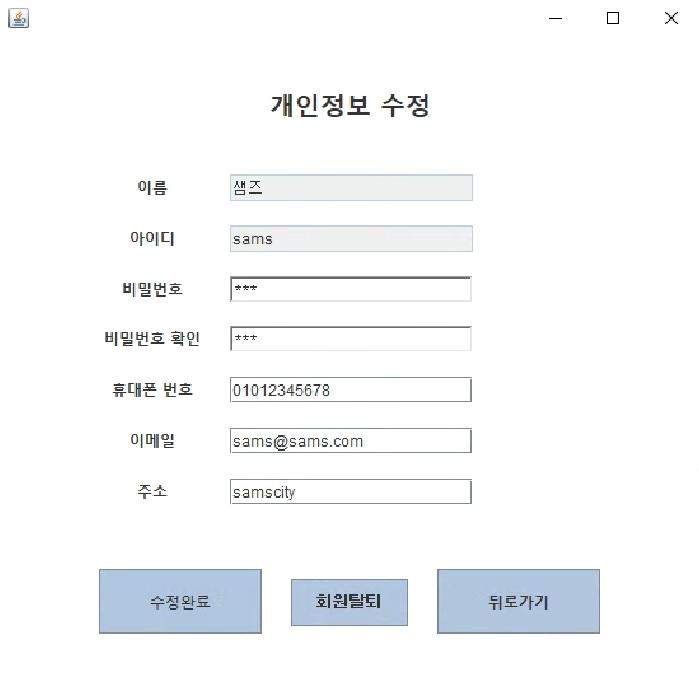 개인정보 수정
이름 샘즈
아이디 sams
비밀번호 ***
비밀번호 확인 ***
휴대폰 번호 01012345678
이메일 sams@sams.com
주소 samscity
수정완료 회원탈퇴 뒤로가기